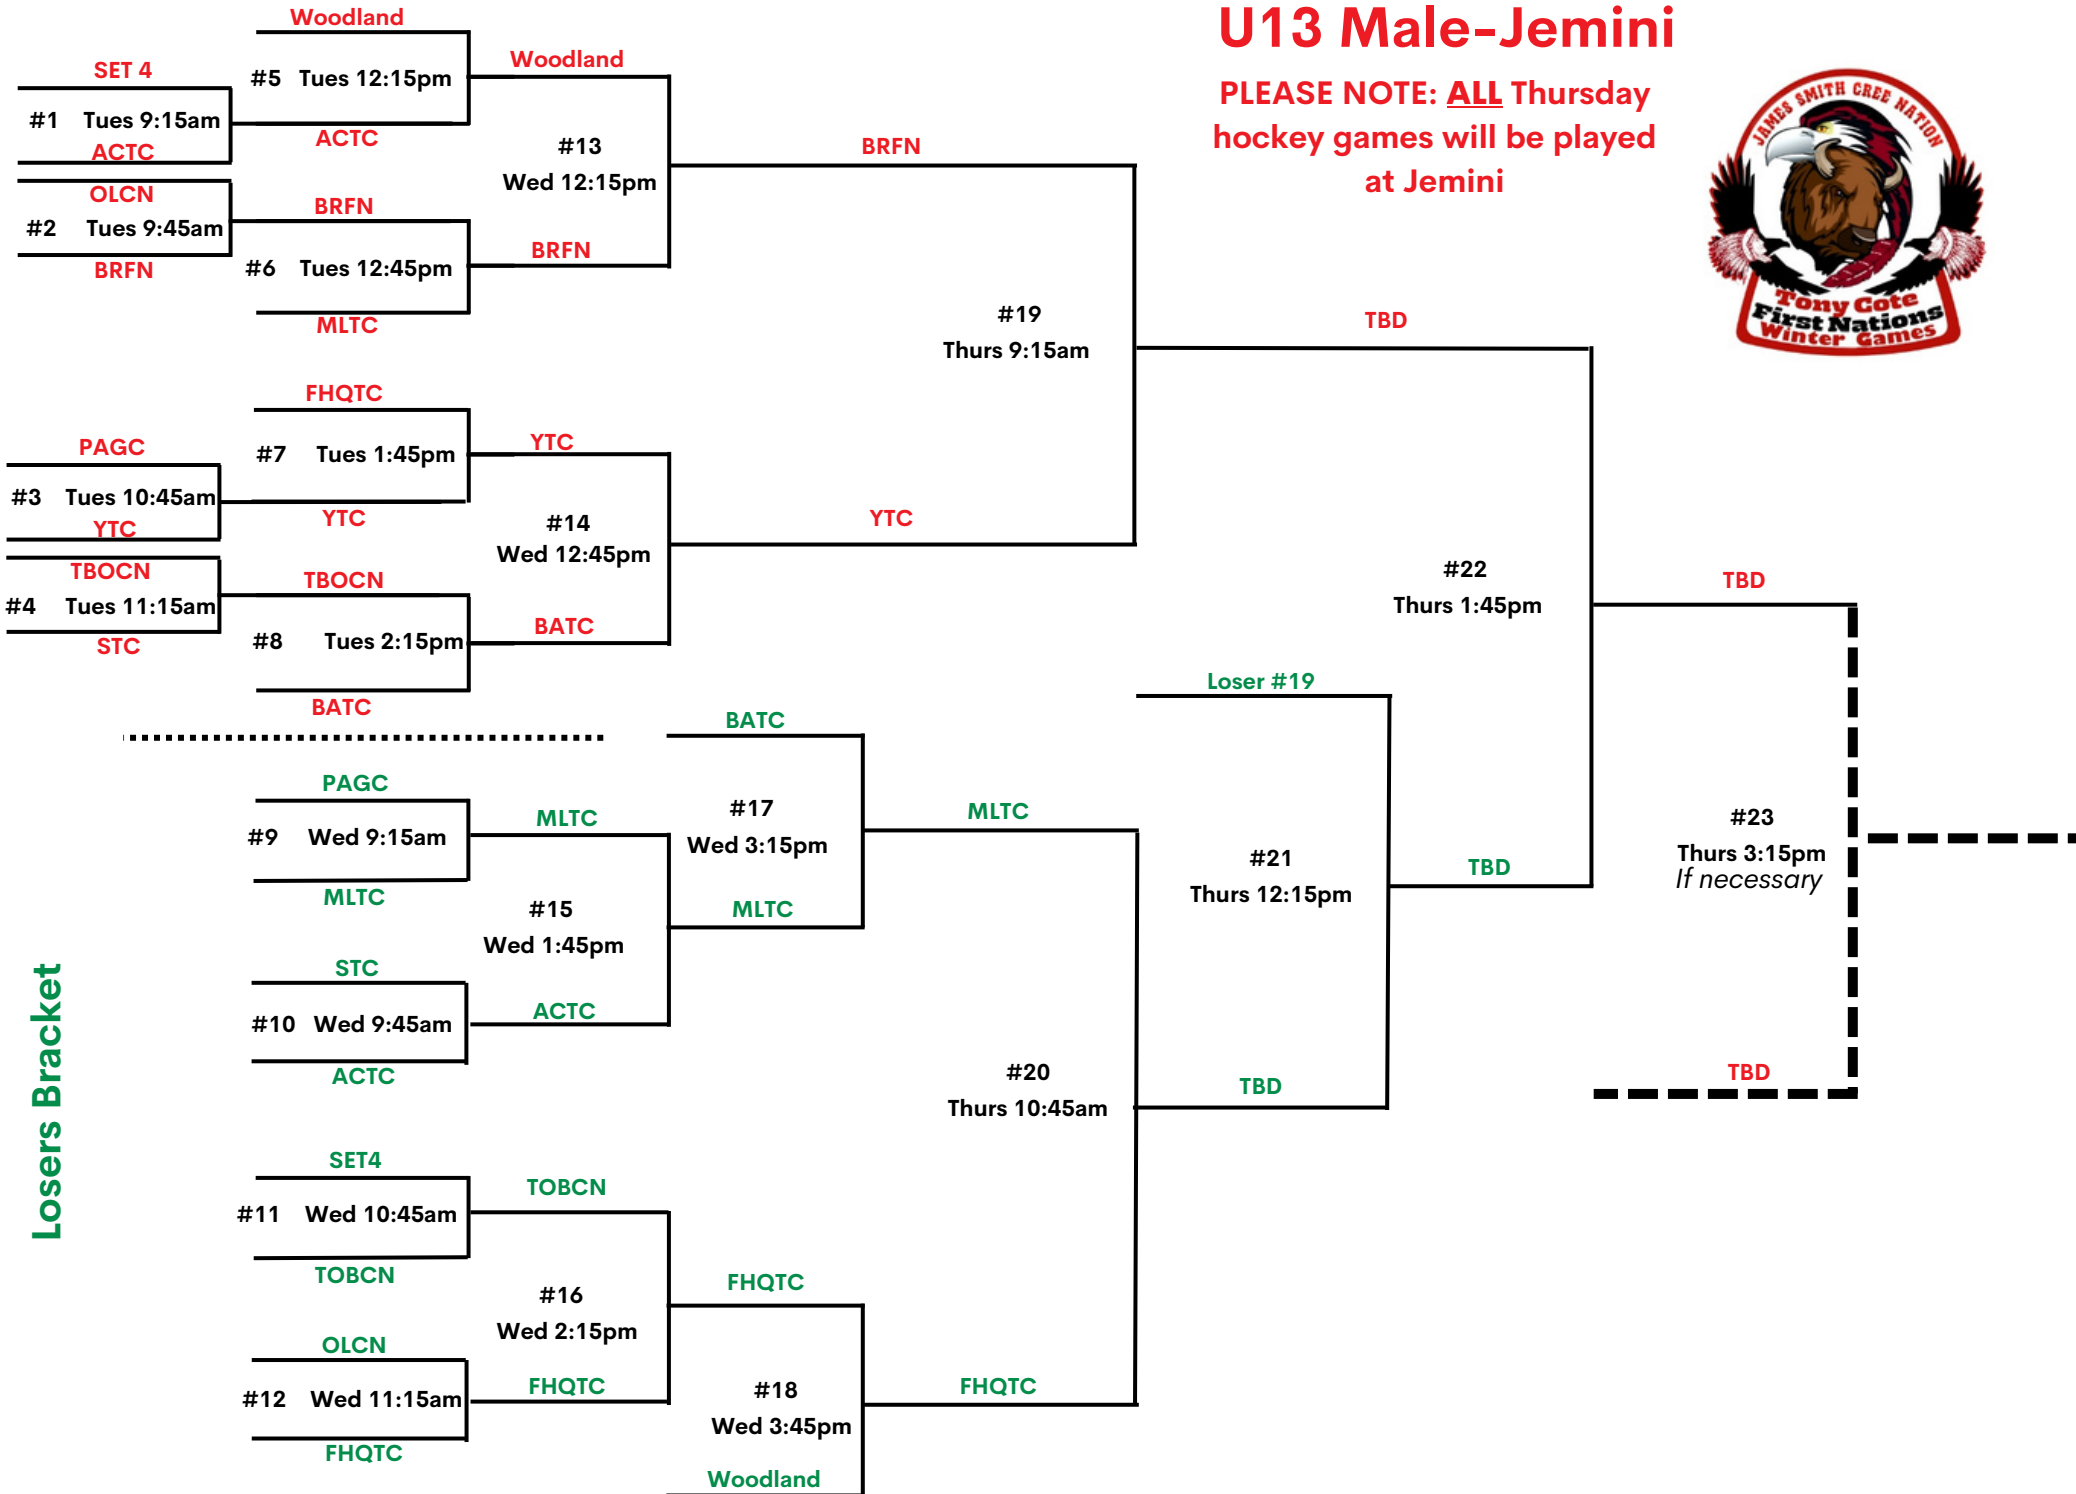 U13 Male-Jemini
PLEASE NOTE: ALL Thursday
hockey games will be played
at Jemini
JAMES SMITH CREE NATION
Tony Cote
First Nations
Winter Games
Woodland
SET 4
#5 Tues 12:15pm
Woodland
#1 Tues 9:15am
ACTC
ACTC
#13
Wed 12:15pm
BRFN
OLCN
#2 Tues 9:45am
BRFN
BRFN
#6 Tues 12:45pm
BRFN
MLTC
#19
Thurs 9:15am
TBD
FHQTC
PAGC
#7 Tues 1:45pm
YTC
#3 Tues 10:45am
YTC
YTC
#14
Wed 12:45pm
YTC
TBOCN
#4 Tues 11:15am
STC
TBOCN
#8 Tues 2:15pm
BATC
BATC
#22
Thurs 1:45pm
TBD
Loser #19
BATC
PAGC
#9 Wed 9:15am
MLTC
MLTC
#17
Wed 3:15pm
MLTC
#15
Wed 1:45pm
MLTC
#21
Thurs 12:15pm
TBD
#23
Thurs 3:15pm
If necessary
STC
#10 Wed 9:45am
ACTC
ACTC
#20
Thurs 10:45am
TBD
TBD
Losers Bracket
SET4
#11 Wed 10:45am
TOBCN
TOBCN
#16
Wed 2:15pm
FHQTC
OLCN
#12 Wed 11:15am
FHQTC
FHQTC
#18
Wed 3:45pm
FHQTC
Woodland